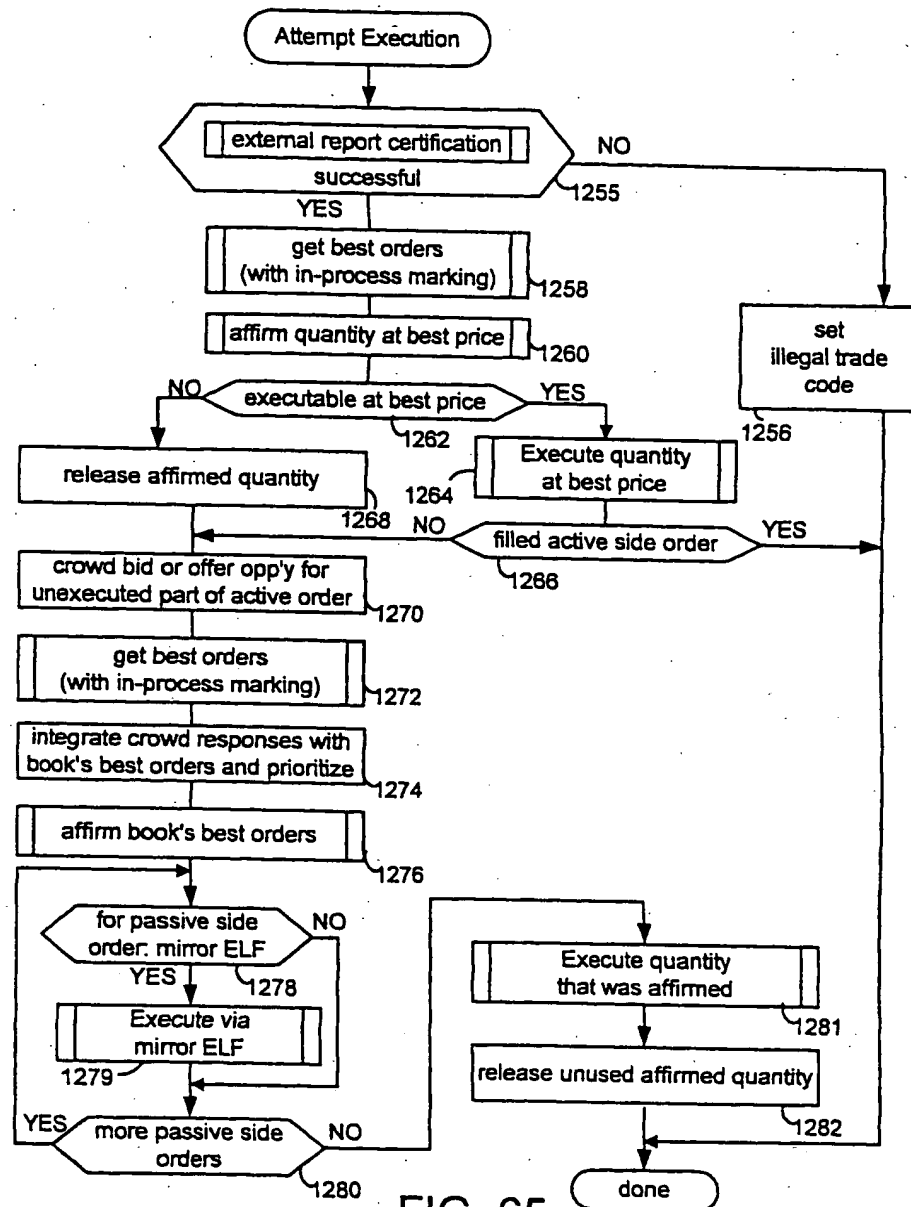 Attempt Execution
external report certification
successful
NO
1255
YES
get best orders
(with in-process marking)
1258
affirm quantity at best price
1260
set
illegal trade
code
1256
NO
executable at best price
YES
1262
Execute quantity
at best price
1264
release affirmed quantity
1268
NO
filled active side order
YES
1266
crowd bid or offer opp'y for
unexecuted part of active order
1270
get best orders
(with in-process marking)
1272
integrate crowd responses with
book's best orders and prioritize
1274
affirm book's best orders
1276
for passive side
order: mirror ELF
NO
YES
1278
Execute via
mirror ELF
1279
Execute quantity
that was affirmed
1281
release unused affirmed quantity
1282
YES
more passive side
orders
NO
1280
done